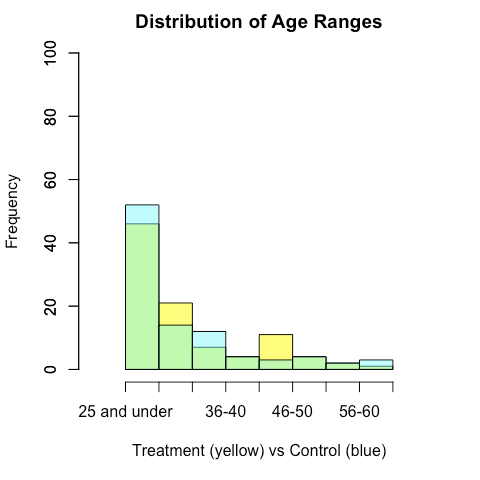 Distribution of Age Ranges
100
80
60
40
20
0
Frequency
25 and under 36-40 46-50 56-60
Treatment (yellow) vs Control (blue)